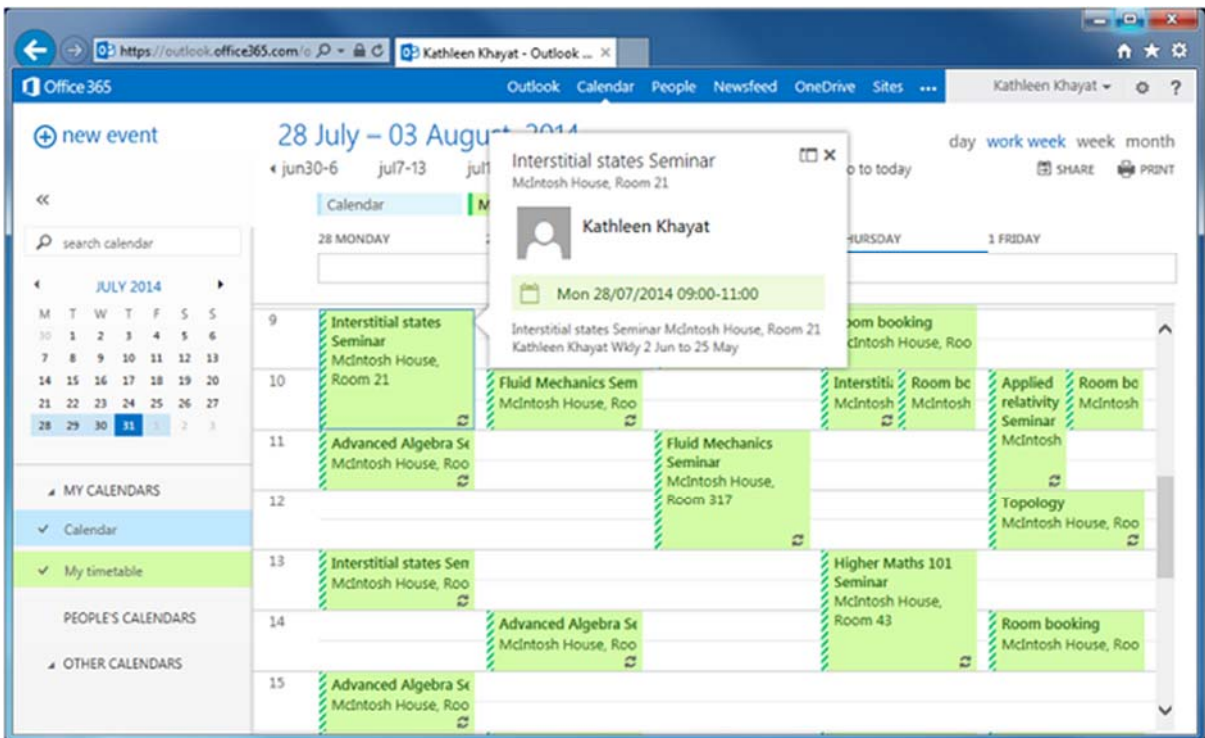 https://outlook.office365.com/o
Kathleen Khayat - Outlook ...
Office 365
Outlook Calendar People Newsfeed OneDrive Sites ...
Kathleen Khayat
?
new event
28 July – 03 August, 2014
jun30-6 jul7-13
o to today
day work week week month
SHARE PRINT
«
search calendar
JULY 2014
M T W T F S S
30 1 2 3 4 5 6
7 8 9 10 11 12 13
14 15 16 17 18 19 20
21 22 23 24 25 26 27
28 29 30 31 1 2 3
MY CALENDARS
Calendar
My timetable
PEOPLE'S CALENDARS
OTHER CALENDARS
Calendar
M
28 MONDAY
HURSDAY
1 FRIDAY
Interstitial states Seminar
McIntosh House, Room 21
Kathleen Khayat
Mon 28/07/2014 09:00-11:00
Interstitial states Seminar McIntosh House, Room 21
Kathleen Khayat Wkly 2 Jun to 25 May
9
Interstitial states
Seminar
McIntosh House,
Room 21
oom booking
cIntosh House, Roo
10
Fluid Mechanics Sem
McIntosh House, Roo
Interstiti
McIntosh
Room bo
McIntosh
Applied
relativity
Seminar
McIntosh
Room bo
McIntosh
11
Advanced Algebra Se
McIntosh House, Roo
Fluid Mechanics
Seminar
McIntosh House,
Room 317
12
Topology
McIntosh House, Roo
13
Interstitial states Sem
McIntosh House, Roo
Higher Maths 101
Seminar
McIntosh House,
Room 43
14
Advanced Algebra Se
McIntosh House, Roo
Room booking
McIntosh House, Roo
15
Advanced Algebra Se
McIntosh House, Roo